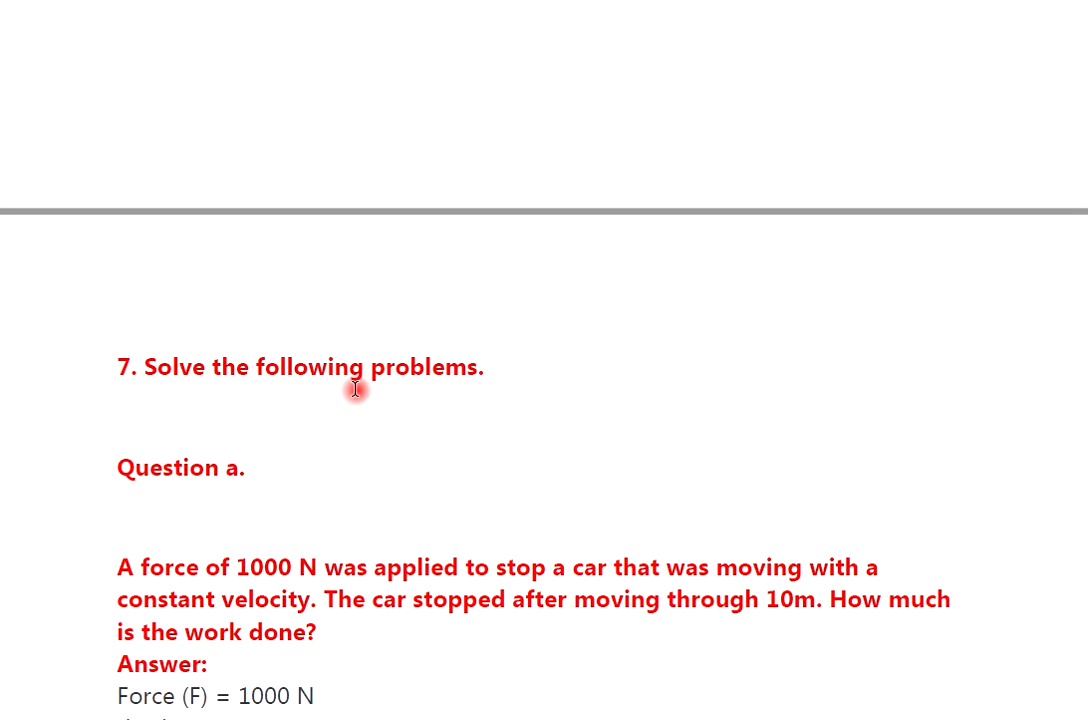 7. Solve the following problems.
Question a.
A force of 1000 N was applied to stop a car that was moving with a
constant velocity. The car stopped after moving through 10m. How much
is the work done?
Answer:
Force (F) = 1000 N